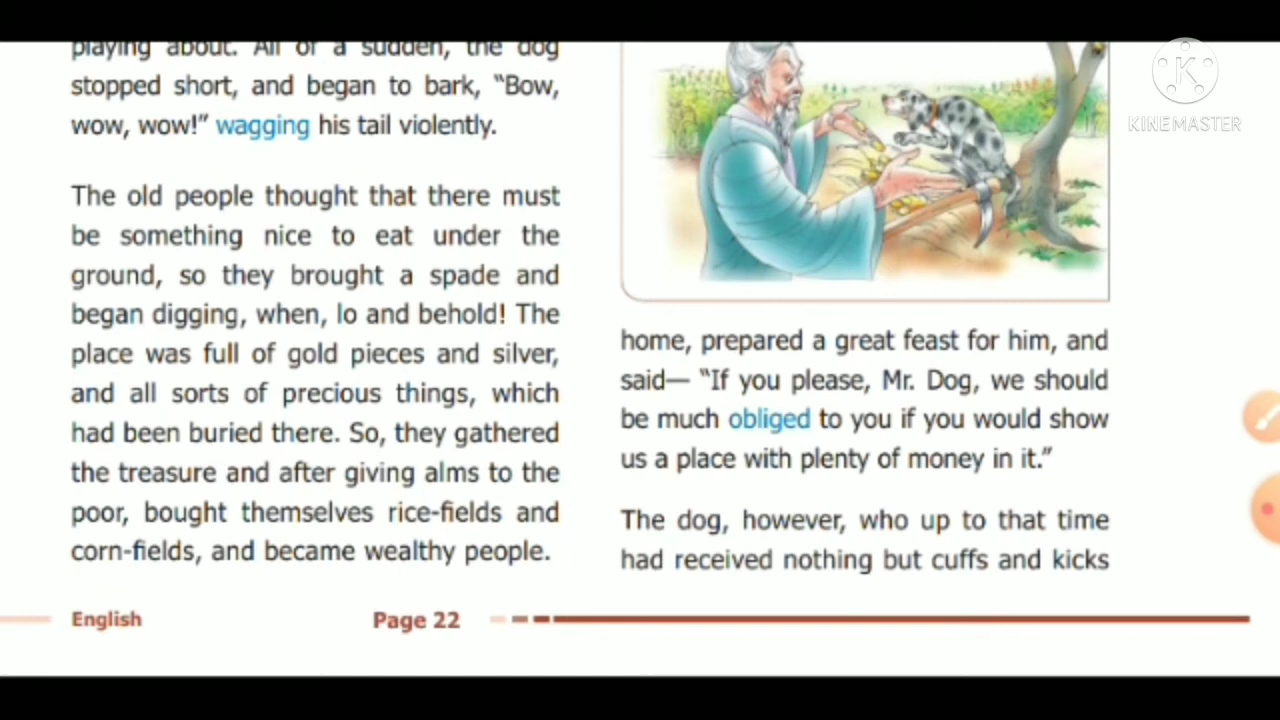 playing about. All of a sudden, the dog
stopped short, and began to bark, “Bow,
wow, wow!” wagging his tail violently.
The old people thought that there must
be something nice to eat under the
ground, so they brought a spade and
began digging, when, lo and behold! The
place was full of gold pieces and silver,
and all sorts of precious things, which
had been buried there. So, they gathered
the treasure and after giving alms to the
poor, bought themselves rice-fields and
corn-fields, and became wealthy people.
home, prepared a great feast for him, and
said— “If you please, Mr. Dog, we should
be much obliged to you if you would show
us a place with plenty of money in it.”
The dog, however, who up to that time
had received nothing but cuffs and kicks
English Page 22
K
KINEMASTER